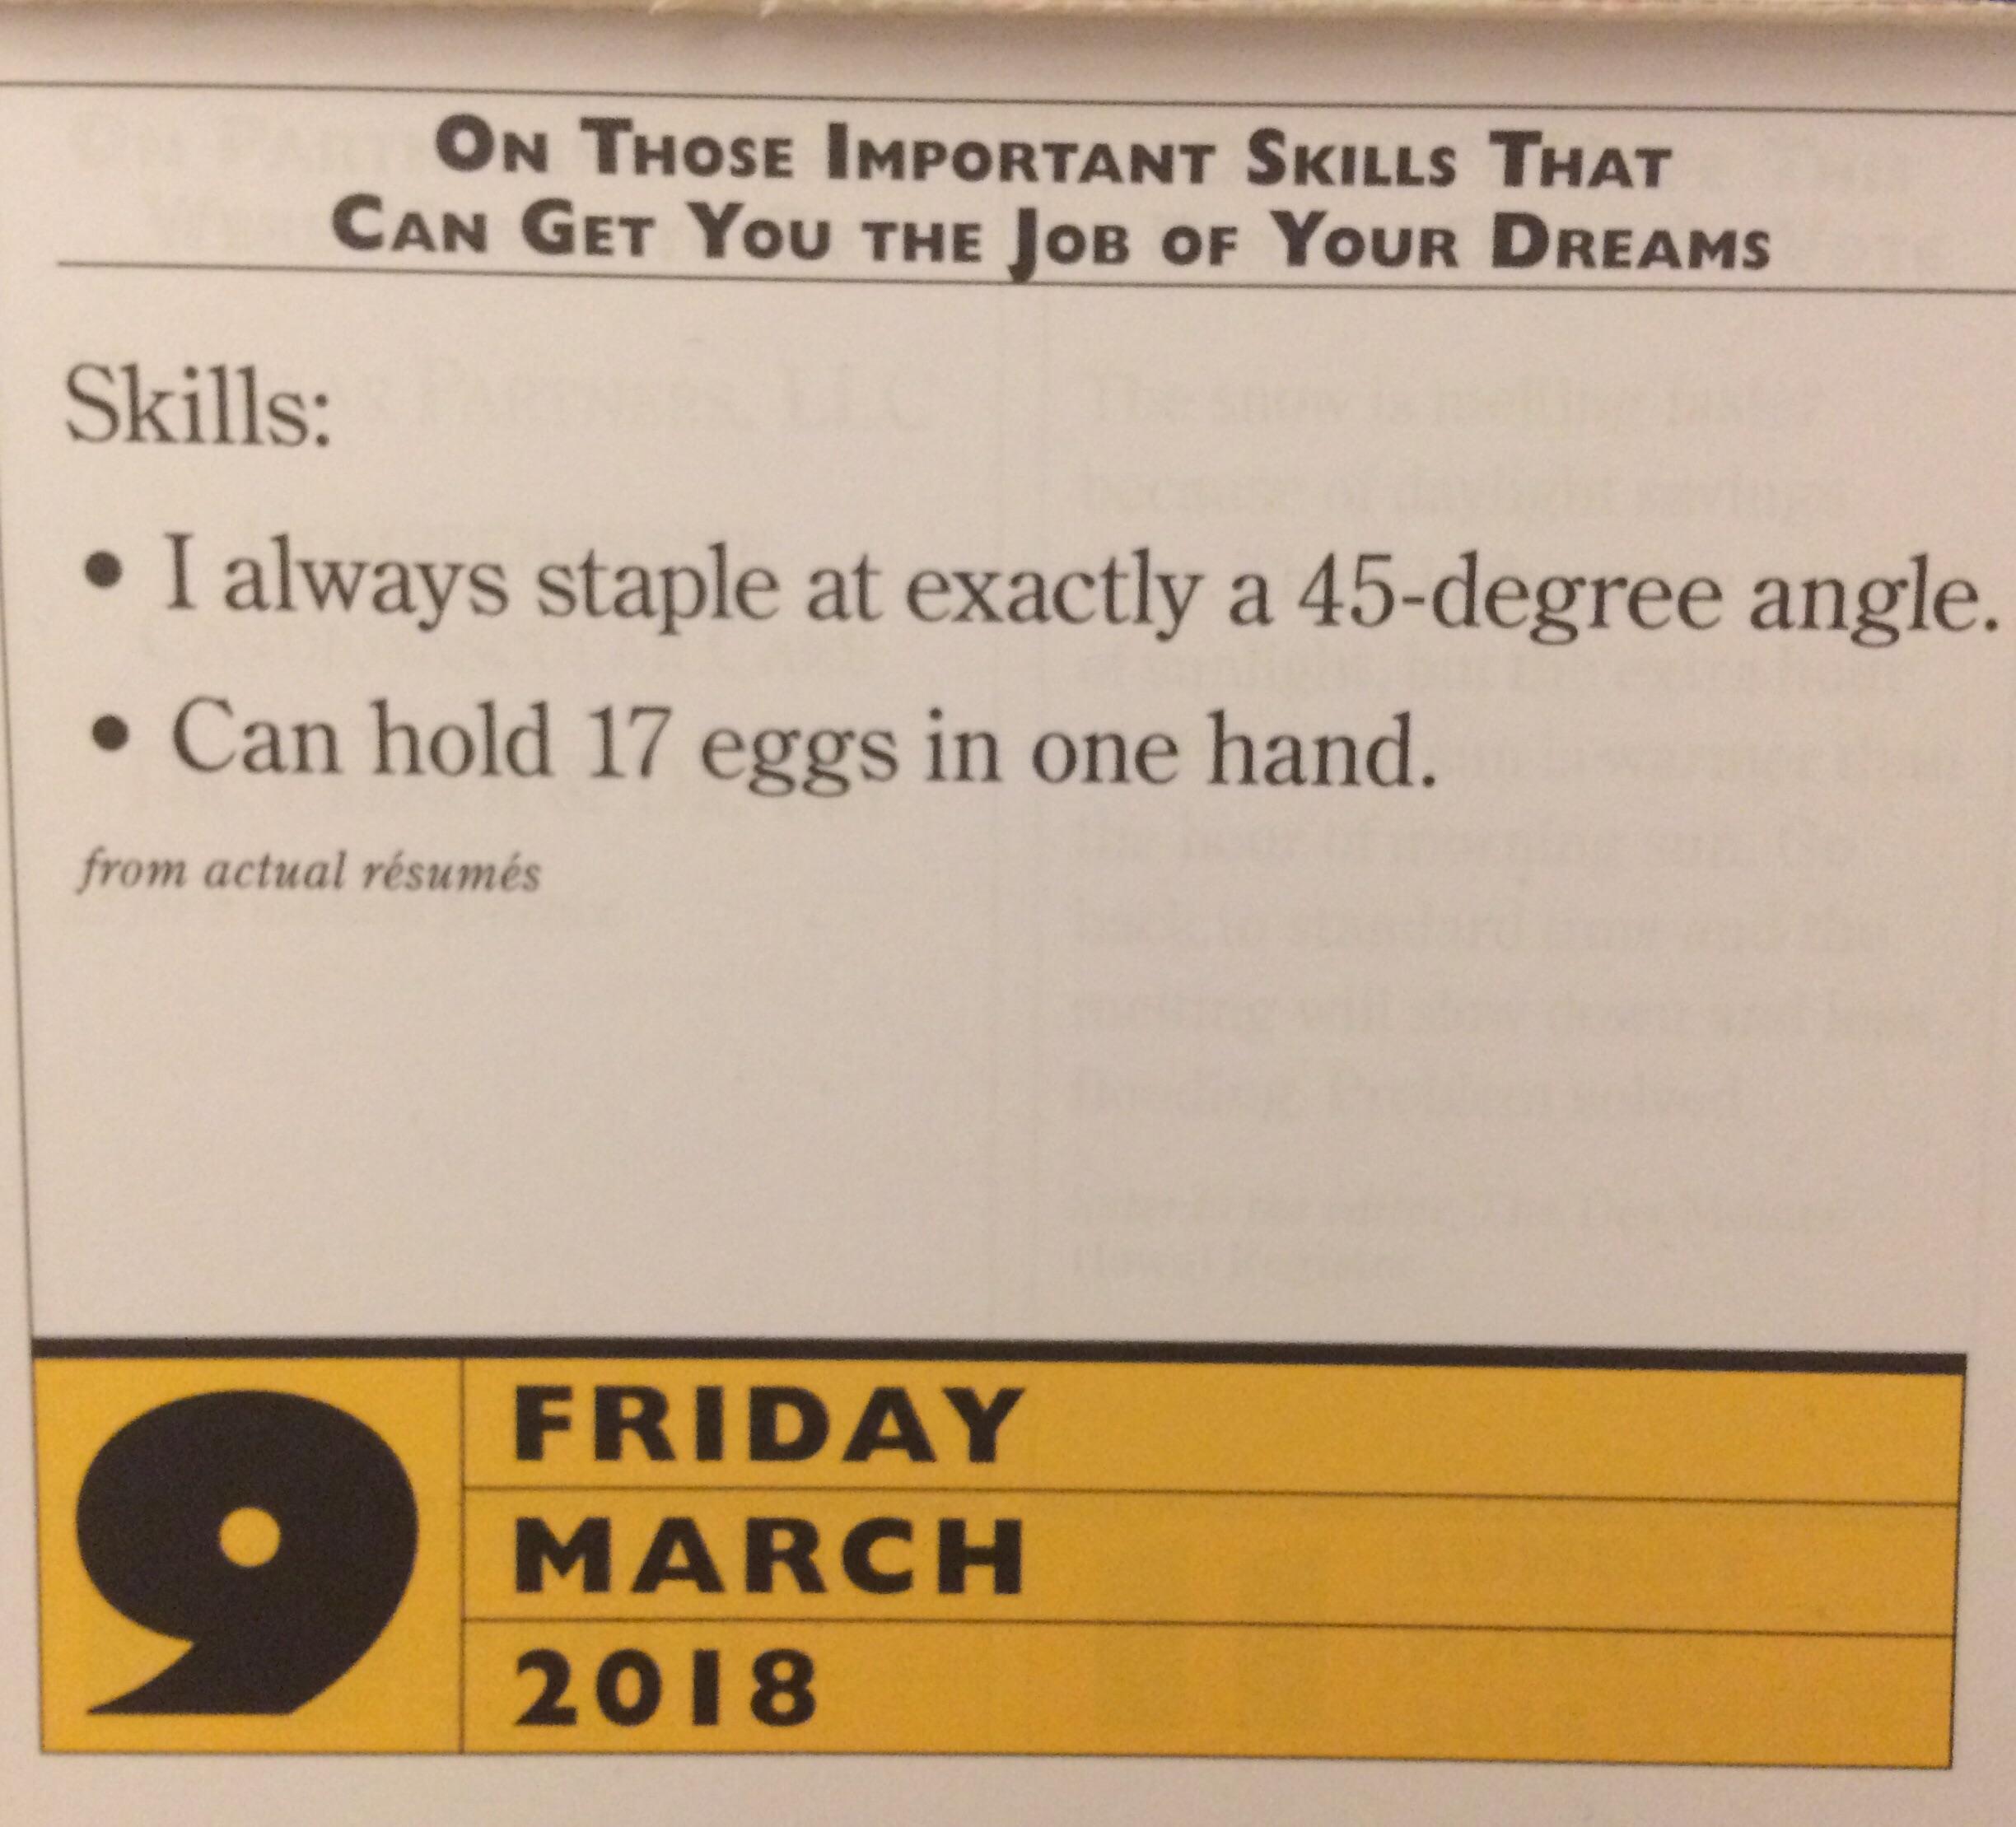 ON THOSE IMPORTANT SKILLS THAT
CAN GET YOU THE JOB OF YOUR DREAMS
Skills:
• I always staple at exactly a 45-degree angle.
• Can hold 17 eggs in one hand.
from actual résumés
9
FRIDAY
MARCH
2018